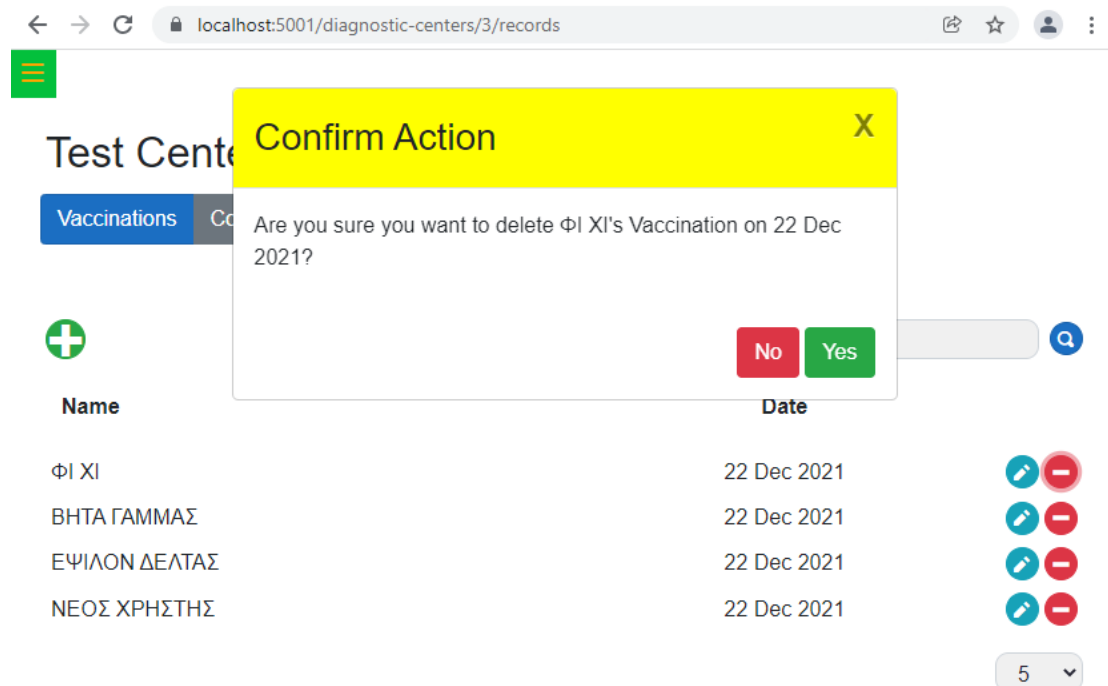 localhost:5001/diagnostic-centers/3/records
Confirm Action X
Test Cente
Vaccinations Co
Are you sure you want to delete ΦΙ ΧΙ's Vaccination on 22 Dec
2021?
No Yes
Name Date
ΦΙ ΧΙ 22 Dec 2021
ΒΗΤΑ ΓΑΜΜΑΣ 22 Dec 2021
ΕΨΙΛΟΝ ΔΕΛΤΑΣ 22 Dec 2021
ΝΕΟΣ ΧΡΗΣΤΗΣ 22 Dec 2021
5